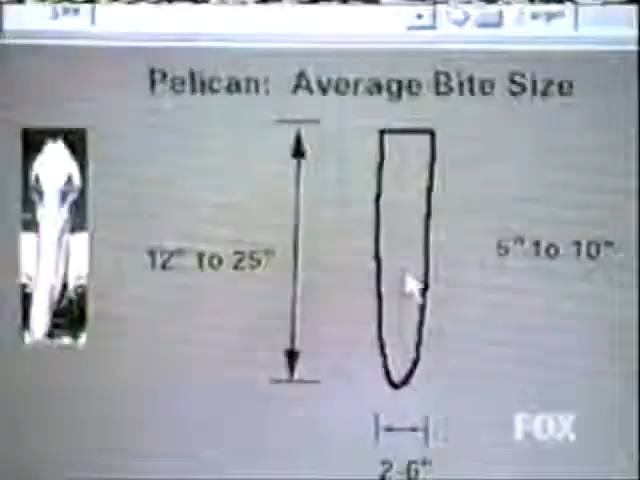 Pelican: Average Bite Size
12" to 25"
5" to 10"
FOX
2-6"